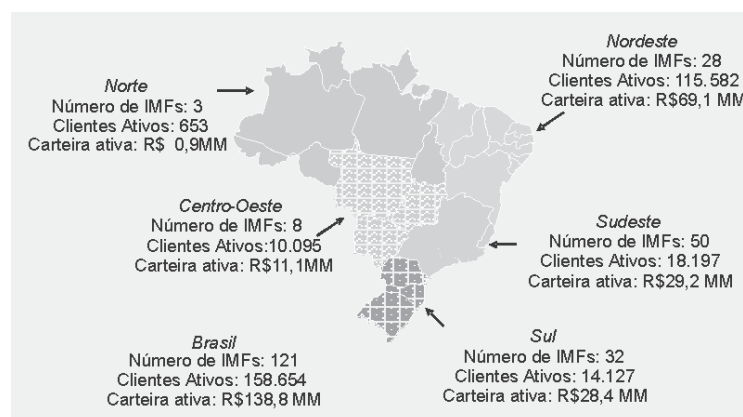 Nordeste
Número de IMFs: 28
Clientes Ativos: 115.582
Carteira ativa: R$69,1 MM
Norte
Número de IMFs: 3
Clientes Ativos: 653
Carteira ativa: R$ 0,9MM
Centro-Oeste
Número de IMFs: 8
Clientes Ativos:10.095
Carteira ativa: R$11,1MM
Sudeste
Número de IMFs: 50
Clientes Ativos: 18.197
Carteira ativa: R$29,2 MM
Brasil
Número de IMFs: 121
Clientes Ativos: 158.654
Carteira ativa: R$138,8 MM
Sul
Número de IMFs: 32
Clientes Ativos: 14.127
Carteira ativa: R$28,4 MM